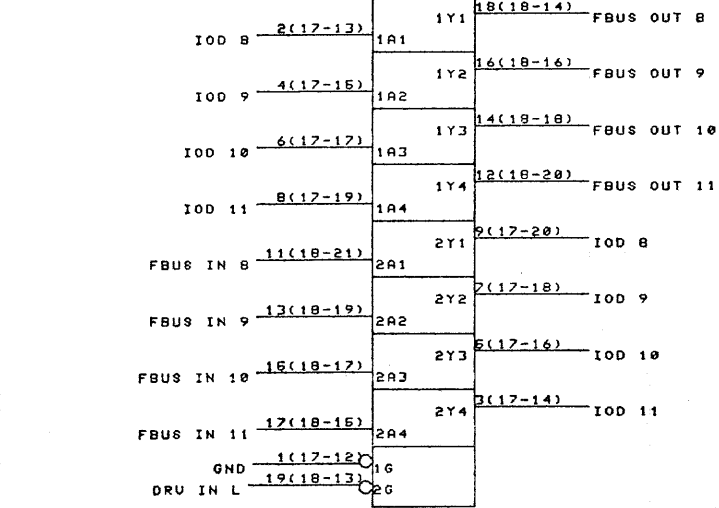 1Y1 18(18-14) FBUS OUT 8
IOD 8 2(17-13) 1A1
1Y2 16(18-16) FBUS OUT 9
IOD 9 4(17-15) 1A2
1Y3 14(18-18) FBUS OUT 10
IOD 10 6(17-17) 1A3
1Y4 12(18-20) FBUS OUT 11
IOD 11 8(17-19) 1A4
2Y1 9(17-20) IOD 8
FBUS IN 8 11(18-21) 2A1
2Y2 7(17-18) IOD 9
FBUS IN 9 13(18-19) 2A2
2Y3 5(17-16) IOD 10
FBUS IN 10 15(18-17) 2A3
2Y4 3(17-14) IOD 11
FBUS IN 11 17(18-15) 2A4
GND 1(17-12) 1G
DRV IN L 19(18-13) 2G